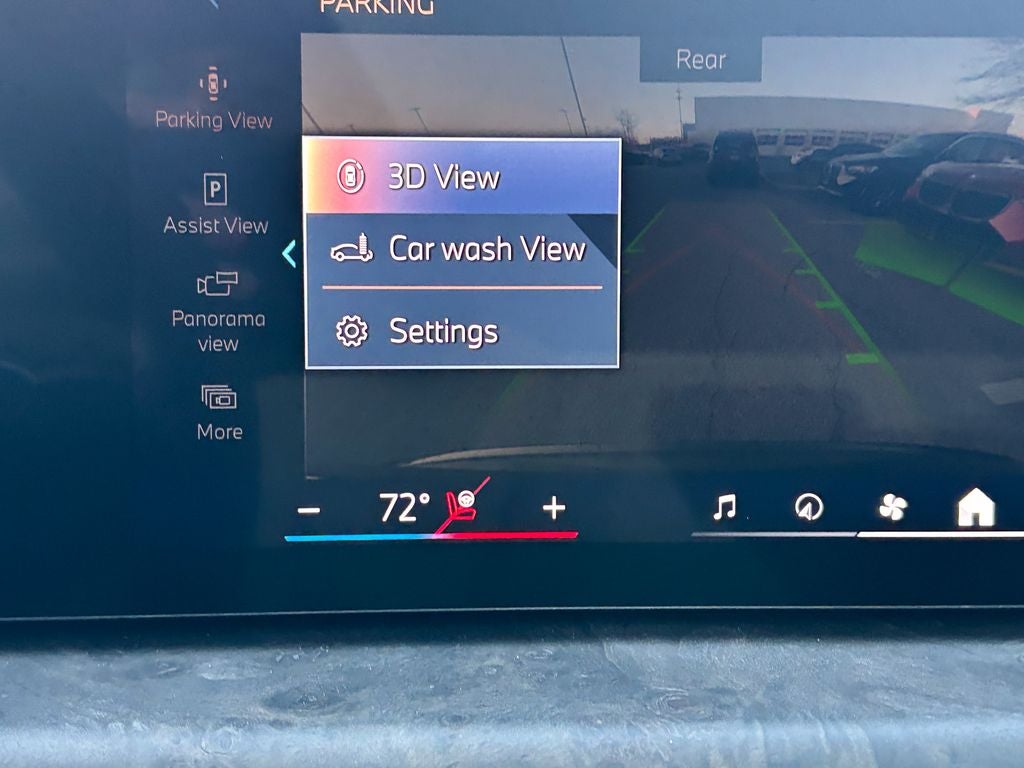 PARKING
Rear
Parking View
P
Assist View
Panorama
view
More
3D View
Car wash View
Settings
72°